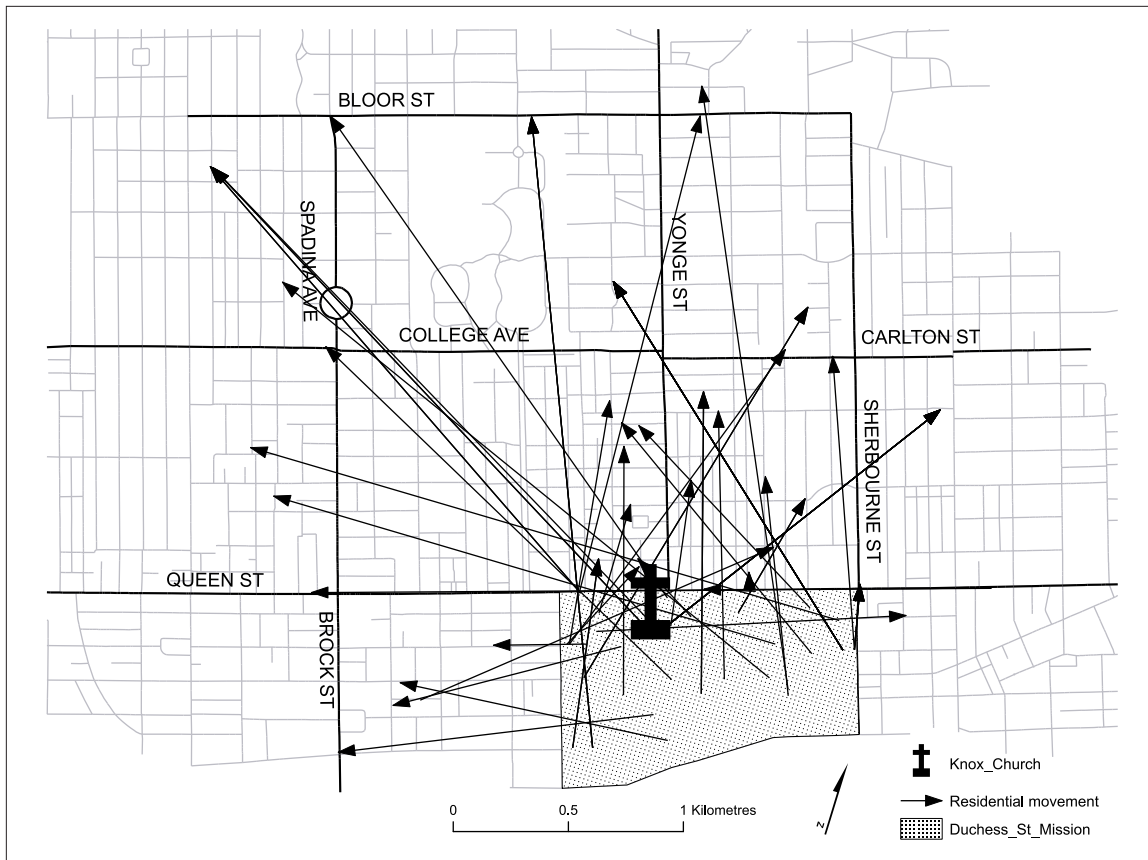 BLOOR ST
SPADINA AVE
YONGE ST
COLLEGE AVE
CARLTON ST
SHERBOURNE ST
QUEEN ST
BROCK ST
Knox_Church
0 0.5 1 Kilometres
Residential movement
z
Duchess_St_Mission